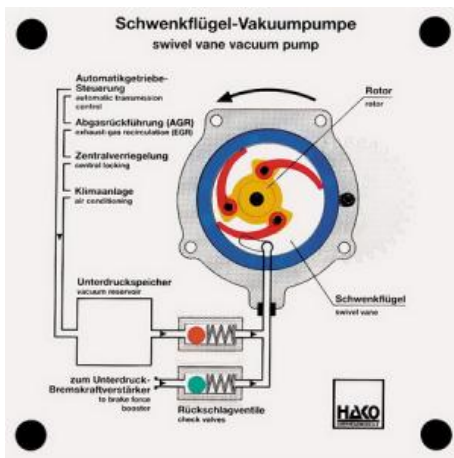 Schwenkflügel-Vakuumpumpe
swivel vane vacuum pump
Automatikgetriebe-
Steuerung
automatic transmission
control
Abgasrückführung (AGR)
exhaust-gas recirculation (EGR)
Zentralverriegelung
central locking
Klimaanlage
air conditioning
Rotor
rotor
Unterdruckspeicher
vacuum reservoir
Schwenkflügel
swivel vane
zum Unterdruck-
Bremskraftverstärker
to brake force
booster
Rückschlagventile
check valves
HAKO